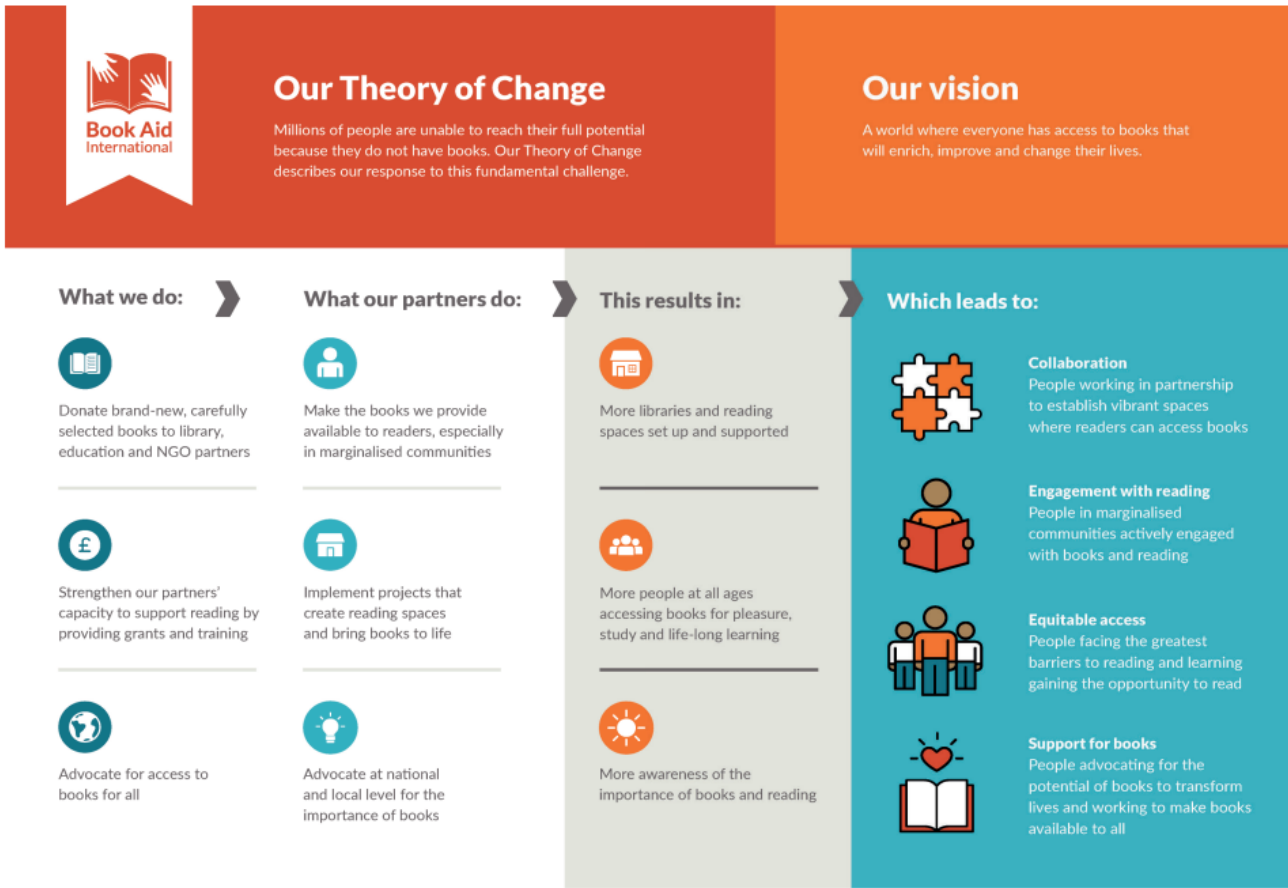 Book Aid
International
Our Theory of Change
Millions of people are unable to reach their full potential
because they do not have books. Our Theory of Change
describes our response to this fundamental challenge.
Our vision
A world where everyone has access to books that
will enrich, improve and change their lives.
What we do:
Donate brand-new, carefully
selected books to library,
education and NGO partners
£
Strengthen our partners'
capacity to support reading by
providing grants and training
Advocate for access to
books for all
What our partners do:
Make the books we provide
available to readers, especially
in marginalised communities
Implement projects that
create reading spaces
and bring books to life
Advocate at national
and local level for the
importance of books
This results in:
More libraries and reading
spaces set up and supported
More people at all ages
accessing books for pleasure,
study and life-long learning
More awareness of the
importance of books and reading
Which leads to:
Collaboration
People working in partnership
to establish vibrant spaces
where readers can access books
Engagement with reading
People in marginalised
communities actively engaged
with books and reading
Equitable access
People facing the greatest
barriers to reading and learning
gaining the opportunity to read
Support for books
People advocating for the
potential of books to transform
lives and working to make books
available to all